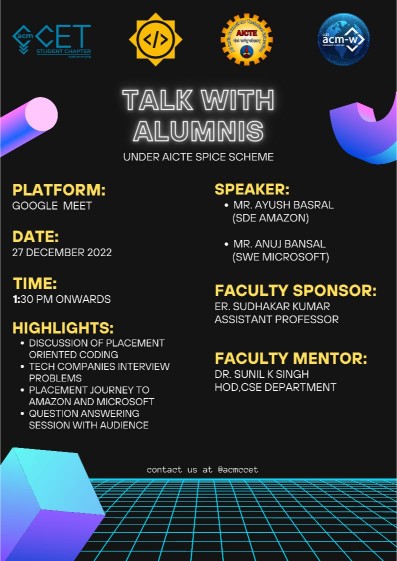 acm CET
STUDENT CHAPTER
</>
AICTE
acm-w
TALK WITH
ALUMNIS
UNDER AICTE SPICE SCHEME
PLATFORM:
GOOGLE MEET
DATE:
27 DECEMBER 2022
TIME:
1:30 PM ONWARDS
HIGHLIGHTS:
• DISCUSSION OF PLACEMENT
ORIENTED CODING
• TECH COMPANIES INTERVIEW
PROBLEMS
• PLACEMENT JOURNEY TO
AMAZON AND MICROSOFT
• QUESTION ANSWERING
SESSION WITH AUDIENCE
SPEAKER:
• MR. AYUSH BASRAL
(SDE AMAZON)
• MR. ANUJ BANSAL
(SWE MICROSOFT)
FACULTY SPONSOR:
ER. SUDHAKAR KUMAR
ASSISTANT PROFESSOR
FACULTY MENTOR:
DR. SUNIL K SINGH
HOD,CSE DEPARTMENT
contact us at @acmccet